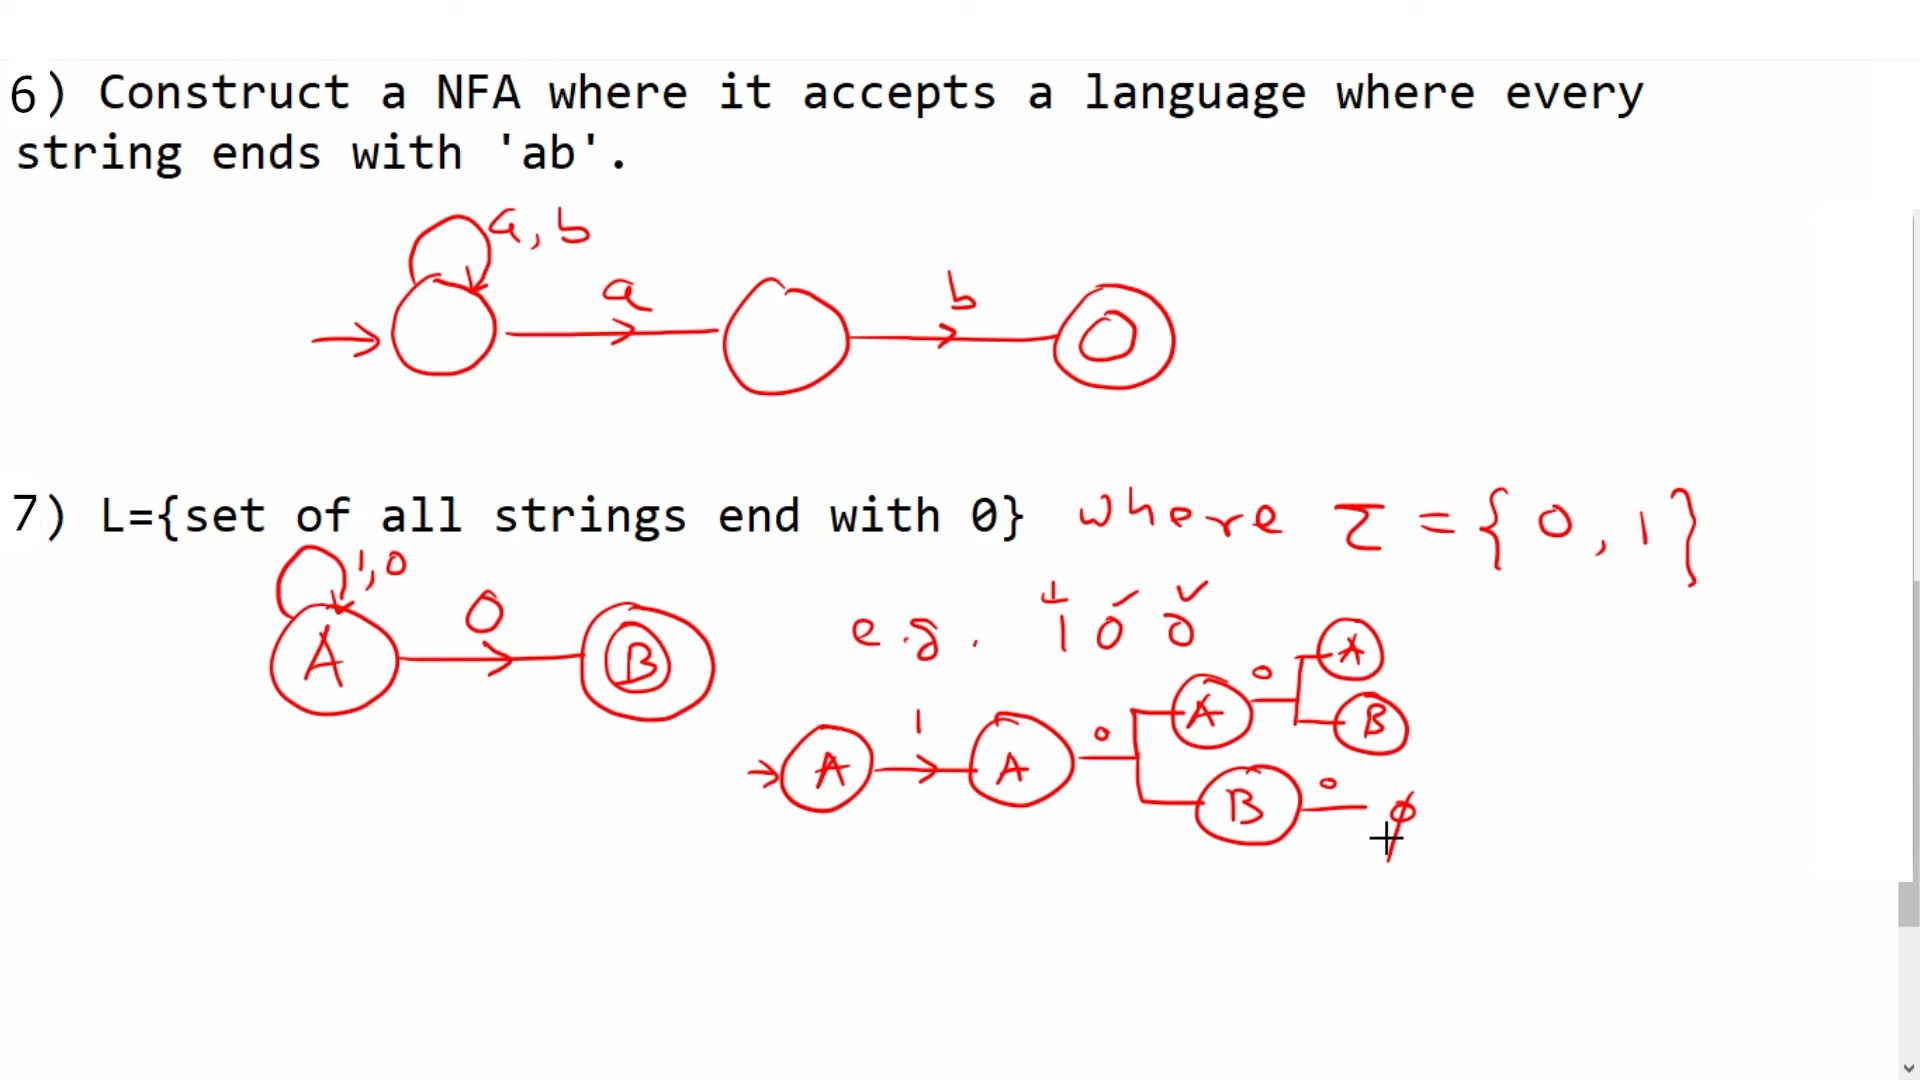 6) Construct a NFA where it accepts a language where every
string ends with 'ab'.
a, b
a
b
7) L={set of all strings end with 0} where Σ = {0, 1}
1,0
A
0
B
e.g. 1 0 0
A
1
A
0
A
0
A
B
B
0
ϕ